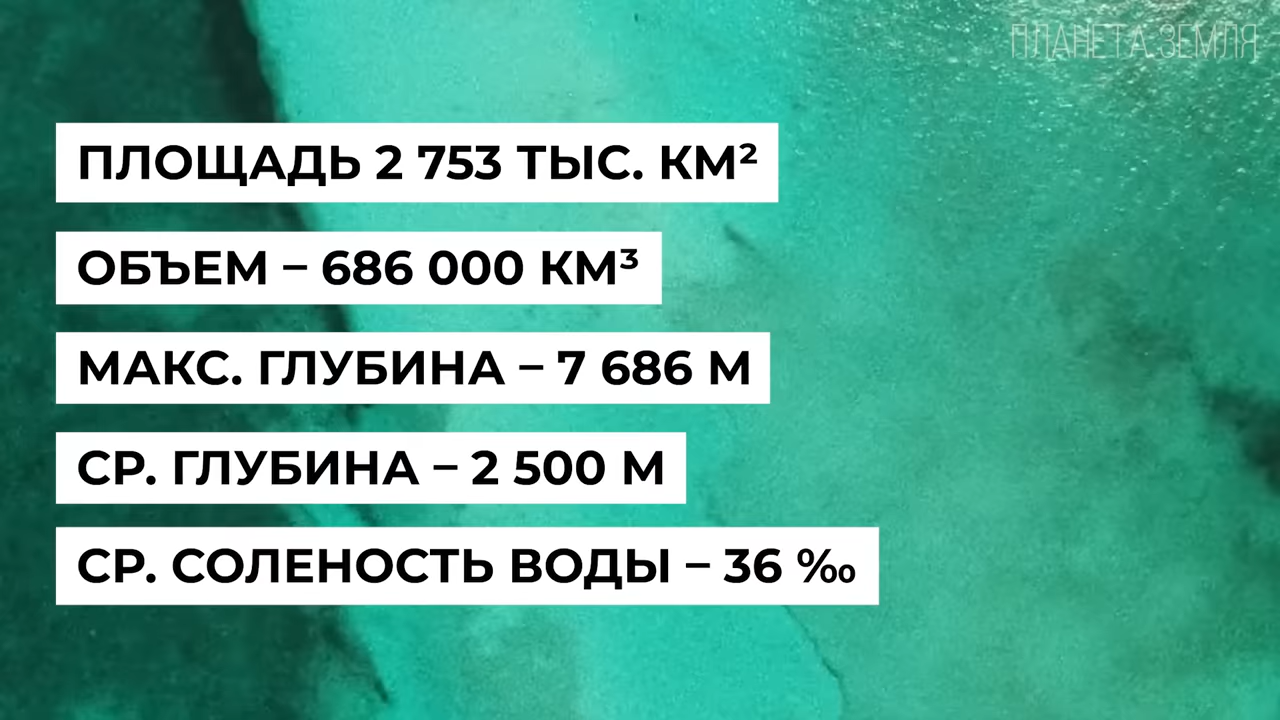 ПЛАНЕТА ЗЕМЛЯ
ПЛОЩАДЬ 2 753 ТЫС. КМ²
ОБЪЕМ – 686 000 КМ³
МАКС. ГЛУБИНА – 7 686 М
СР. ГЛУБИНА – 2 500 М
СР. СОЛЕНОСТЬ ВОДЫ – 36 ‰